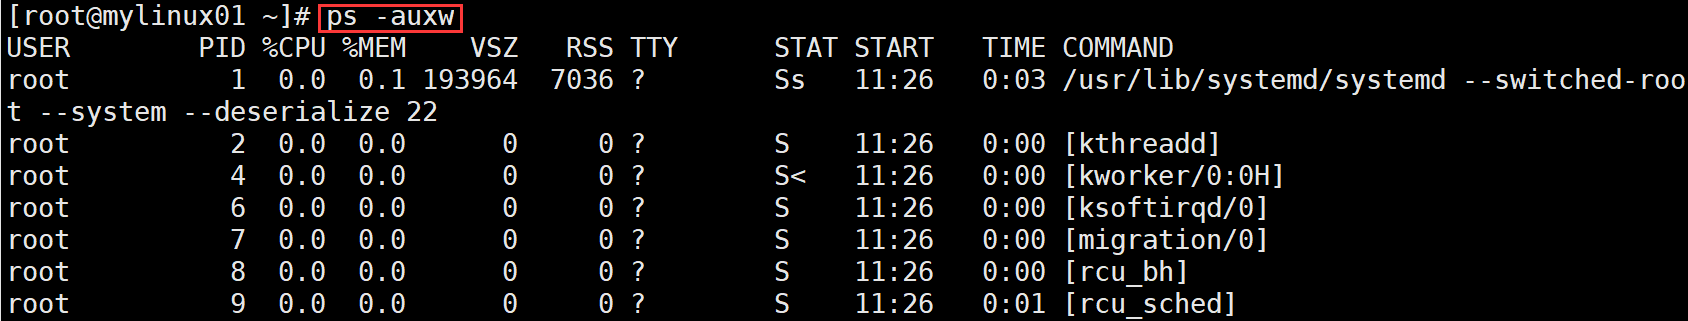 [root@mylinux01 ~]# ps -auxw
USER        PID %CPU %MEM    VSZ   RSS TTY      STAT START   TIME COMMAND
root          1  0.0  0.1 193964  7036 ?        Ss   11:26   0:03 /usr/lib/systemd/systemd --switched-roo
t --system --deserialize 22
root          2  0.0  0.0      0     0 ?        S    11:26   0:00 [kthreadd]
root          4  0.0  0.0      0     0 ?        S<   11:26   0:00 [kworker/0:0H]
root          6  0.0  0.0      0     0 ?        S    11:26   0:00 [ksoftirqd/0]
root          7  0.0  0.0      0     0 ?        S    11:26   0:00 [migration/0]
root          8  0.0  0.0      0     0 ?        S    11:26   0:00 [rcu_bh]
root          9  0.0  0.0      0     0 ?        S    11:26   0:01 [rcu_sched]